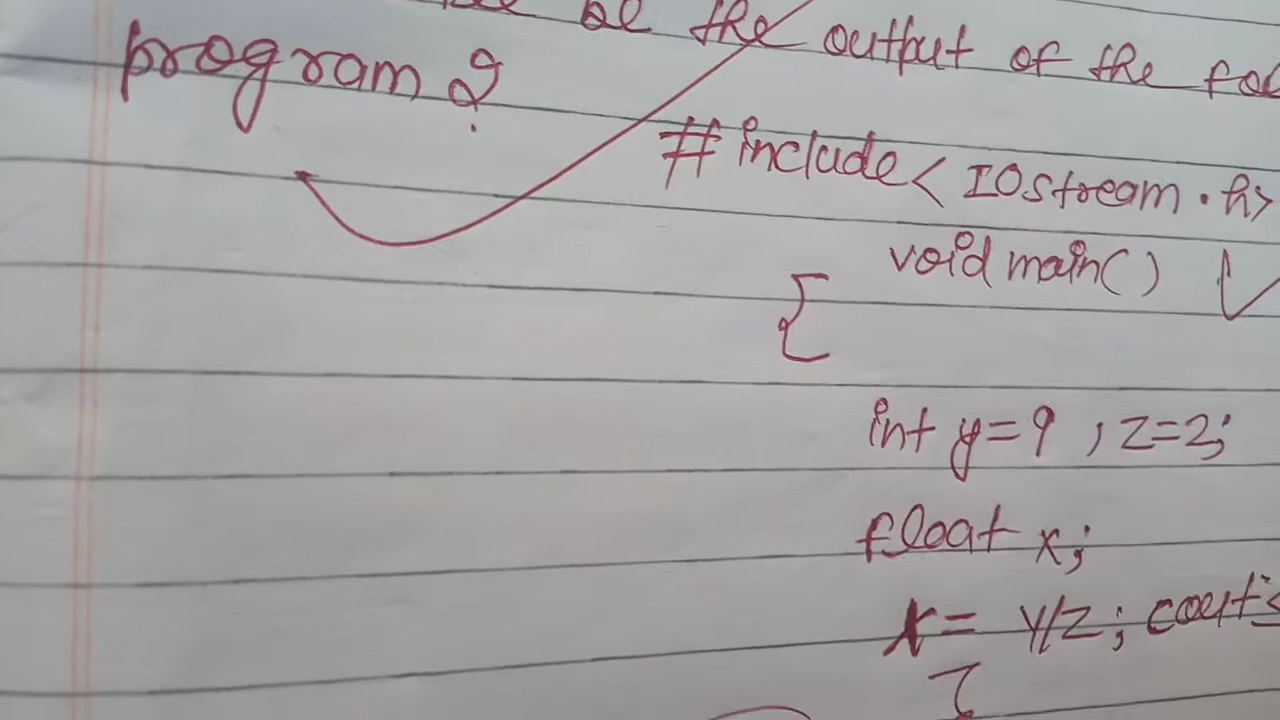 be the output of the
program ?
#include<IOstream.h>
void main()
{
int y=9 , z=2;
float x;
x= y/z; cout
}